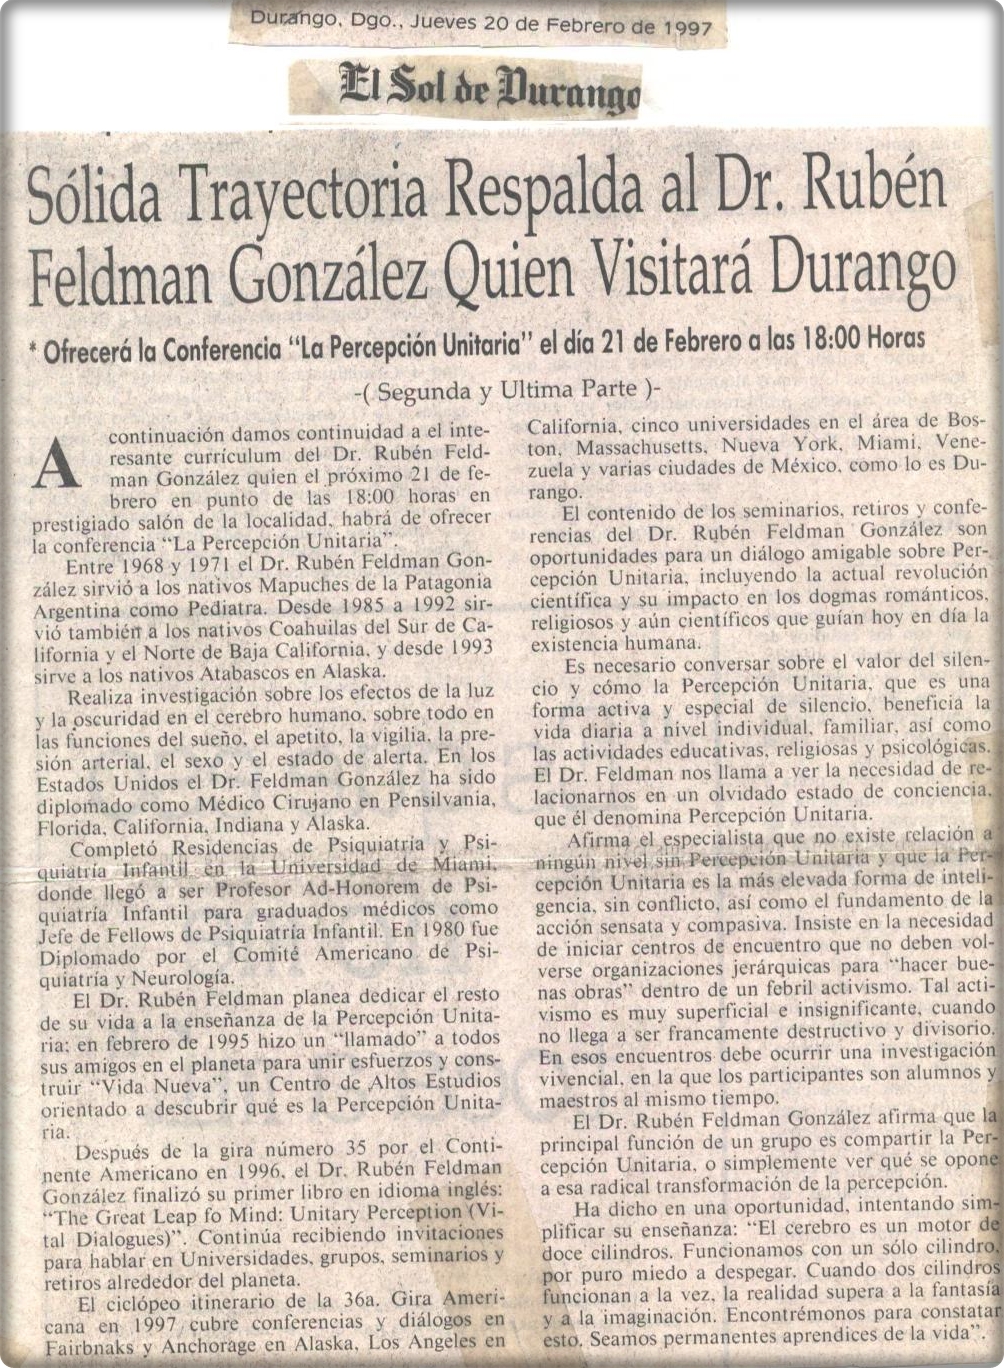 Durango, Dgo., Jueves 20 de Febrero de 1997
El Sol de Durango
Sólida Trayectoria Respalda al Dr. Rubén
Feldman González Quien Visitará Durango
* Ofrecerá la Conferencia “La Percepción Unitaria” el día 21 de Febrero a las 18:00 Horas
-( Segunda y Ultima Parte )-
A continuación damos continuidad a el inte-
resante currículum del Dr. Rubén Feld-
man González quien el próximo 21 de fe-
brero en punto de las 18:00 horas en
prestigiado salón de la localidad, habrá de ofrecer
la conferencia “La Percepción Unitaria”.
Entre 1968 y 1971 el Dr. Rubén Feldman Gon-
zález sirvió a los nativos Mapuches de la Patagonia
Argentina como Pediatra. Desde 1985 a 1992 sir-
vió también a los nativos Coahuilas del Sur de Ca-
lifornia y el Norte de Baja California, y desde 1993
sirve a los nativos Atabascos en Alaska.
Realiza investigación sobre los efectos de la luz
y la oscuridad en el cerebro humano, sobre todo en
las funciones del sueño, el apetito, la vigilia, la pre-
sión arterial, el sexo y el estado de alerta. En los
Estados Unidos el Dr. Feldman González ha sido
diplomado como Médico Cirujano en Pensilvania,
Florida, California, Indiana y Alaska.
Completó Residencias de Psiquiatría y Psi-
quiatría Infantil en la Universidad de Miami,
donde llegó a ser Profesor Ad-Honorem de Psi-
quiatría Infantil para graduados médicos como
Jefe de Fellows de Psiquiatría Infantil. En 1980 fue
Diplomado por el Comité Americano de Psi-
quiatría y Neurología.
El Dr. Rubén Feldman planea dedicar el resto
de su vida a la enseñanza de la Percepción Unita-
ria; en febrero de 1995 hizo un “llamado” a todos
sus amigos en el planeta para unir esfuerzos y cons-
truir “Vida Nueva”, un Centro de Altos Estudios
orientado a descubrir qué es la Percepción Unita-
ria.
Después de la gira número 35 por el Conti-
nente Americano en 1996, el Dr. Rubén Feldman
González finalizó su primer libro en idioma inglés:
“The Great Leap fo Mind: Unitary Perception (Vi-
tal Dialogues)”. Continúa recibiendo invitaciones
para hablar en Universidades, grupos, seminarios y
retiros alrededor del planeta.
El ciclópeo itinerario de la 36a. Gira Ameri-
cana en 1997 cubre conferencias y diálogos en
Fairbnaks y Anchorage en Alaska, Los Angeles en
California, cinco universidades en el área de Bos-
ton, Massachusetts, Nueva York, Miami, Vene-
zuela y varias ciudades de México, como lo es Du-
rango.
El contenido de los seminarios, retiros y confe-
rencias del Dr. Rubén Feldman González son
oportunidades para un diálogo amigable sobre Per-
cepción Unitaria, incluyendo la actual revolución
científica y su impacto en los dogmas románticos,
religiosos y aún científicos que guían hoy en día la
existencia humana.
Es necesario conversar sobre el valor del silen-
cio y cómo la Percepción Unitaria, que es una
forma activa y especial de silencio, beneficia la
vida diaria a nivel individual, familiar, así como
las actividades educativas, religiosas y psicológicas.
El Dr. Feldman nos llama a ver la necesidad de re-
lacionarnos en un olvidado estado de conciencia,
que él denomina Percepción Unitaria.
Afirma el especialista que no existe relación a
ningún nivel sin Percepción Unitaria y que la Per-
cepción Unitaria es la más elevada forma de inteli-
gencia, sin conflicto, así como el fundamento de la
acción sensata y compasiva. Insiste en la necesidad
de iniciar centros de encuentro que no deben vol-
verse organizaciones jerárquicas para “hacer bue-
nas obras” dentro de un febril activismo. Tal acti-
vismo es muy superficial e insignificante, cuando
no llega a ser francamente destructivo y divisorio.
En esos encuentros debe ocurrir una investigación
vivencial, en la que los participantes son alumnos y
maestros al mismo tiempo.
El Dr. Rubén Feldman González afirma que la
principal función de un grupo es compartir la Per-
cepción Unitaria, o simplemente ver qué se opone
a esa radical transformación de la percepción.
Ha dicho en una oportunidad, intentando sim-
plificar su enseñanza: “El cerebro es un motor de
doce cilindros. Funcionamos con un sólo cilindro,
por puro miedo a despegar. Cuando dos cilindros
funcionan a la vez, la realidad supera a la fantasía
y a la imaginación. Encontrémonos para constatar
esto. Seamos permanentes aprendices de la vida”.